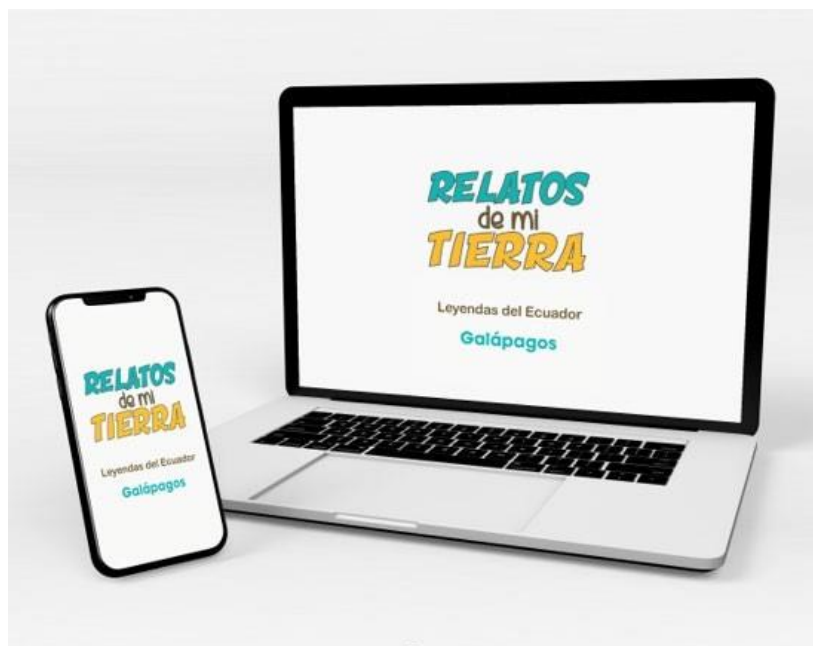 RELATOS
de mi
TIERRA
Leyendas del Ecuador
Galápagos
RELATOS
de mi
TIERRA
Leyendas del Ecuador
Galápagos